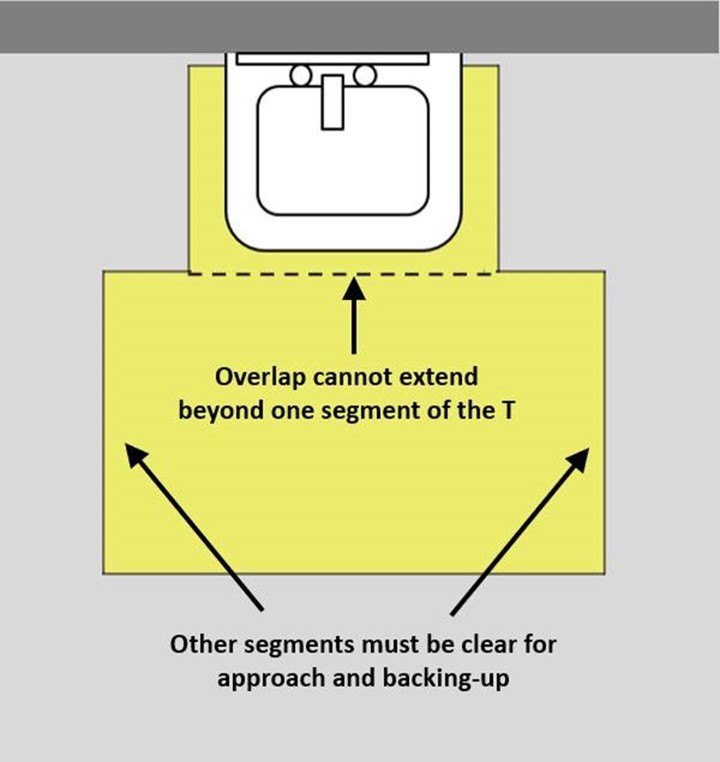 Overlap cannot extend
beyond one segment of the T
Other segments must be clear for
approach and backing-up